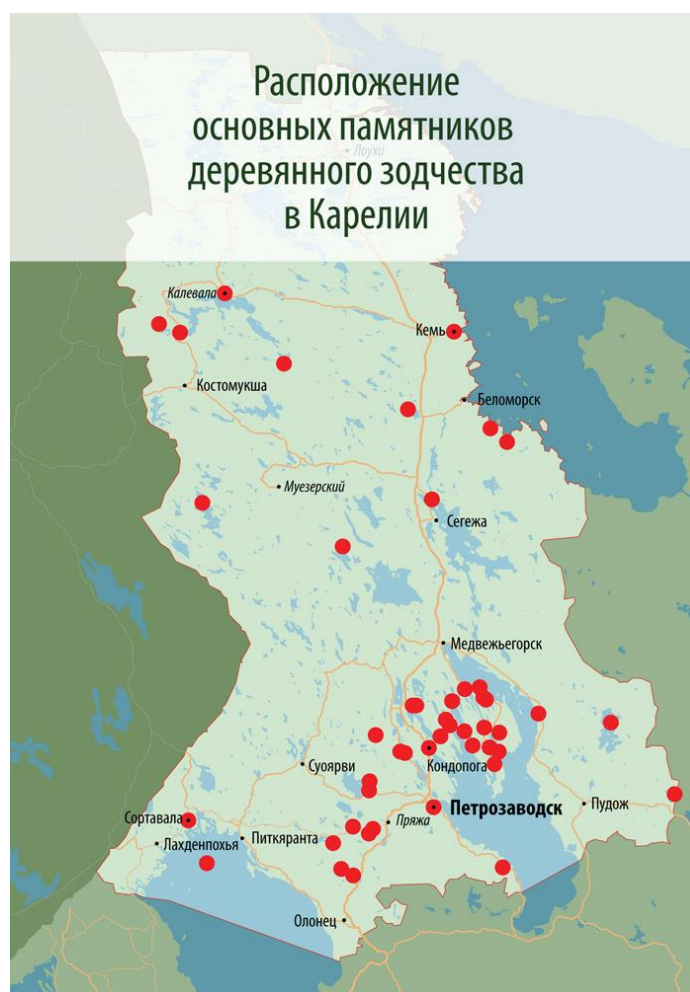 Расположение
основных памятников
деревянного зодчества
в Карелии
Лоухи
Калевала
Кемь
Костомукша
Беломорск
Муезерский
Сегежа
Медвежьегорск
Суоярви
Кондопога
Петрозаводск
Пудож
Сортавала
Пряжа
Питкяранта
Лахденпохья
Олонец